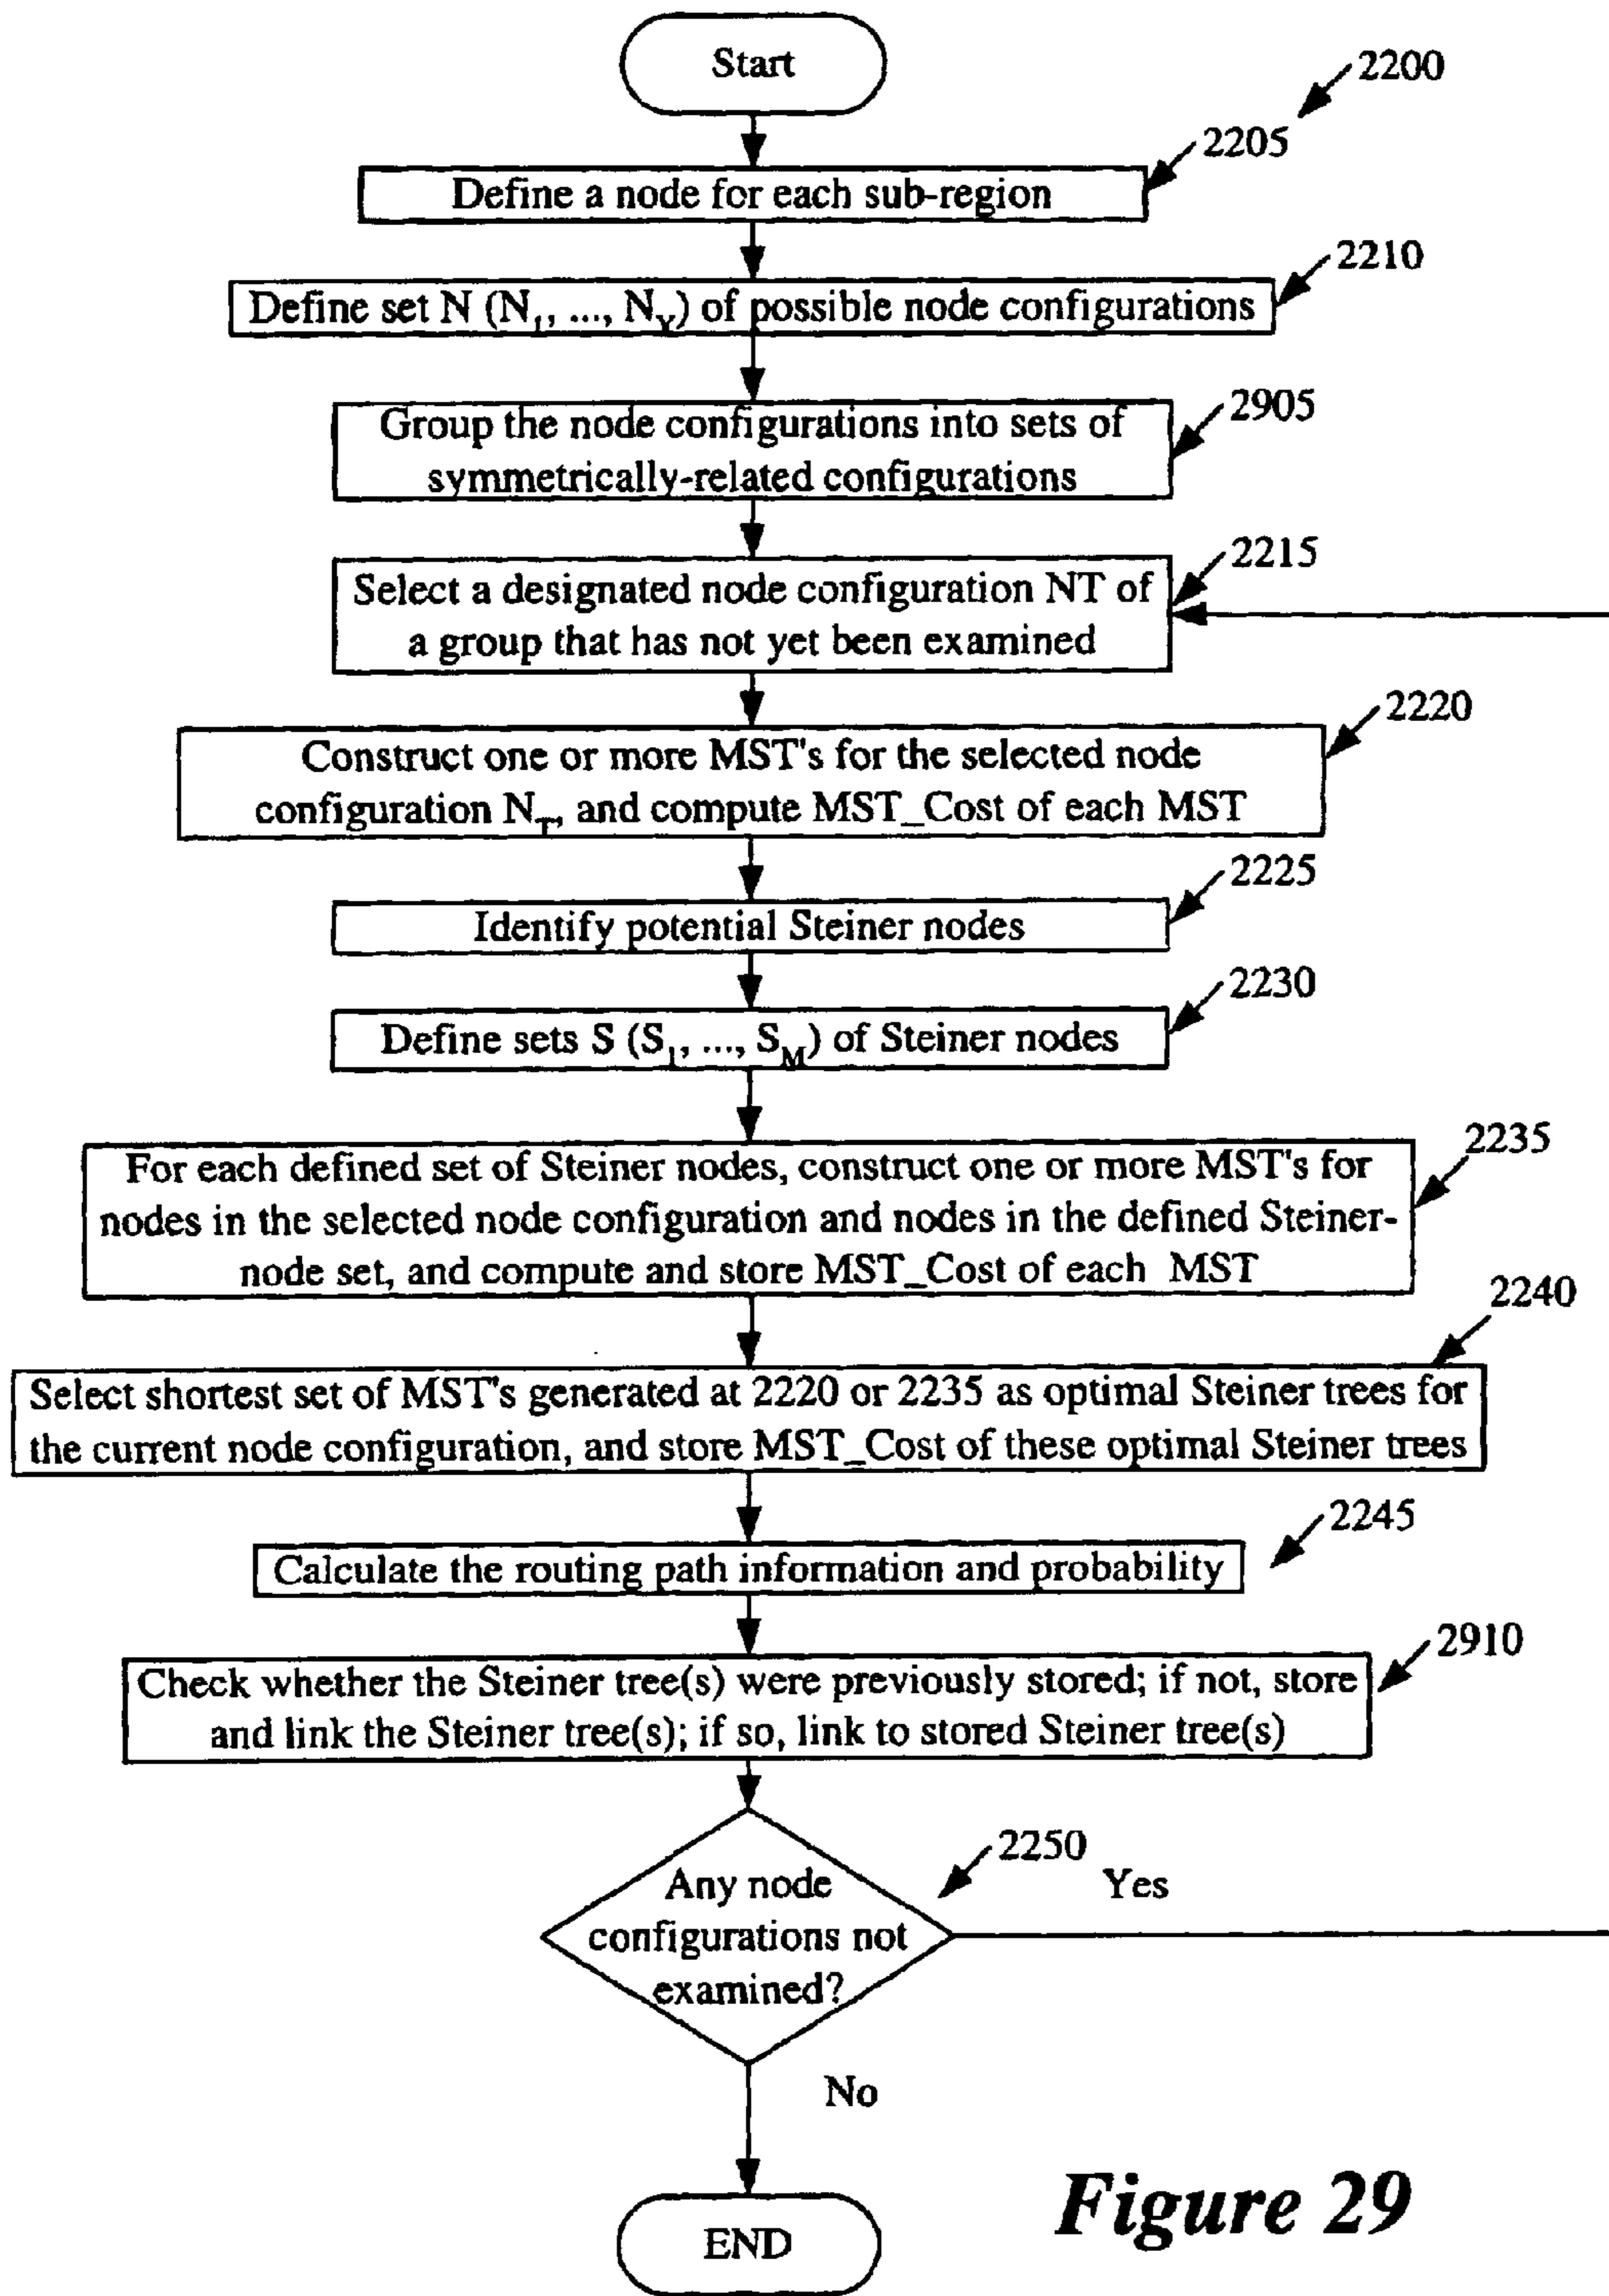 Start
2200
2205
Define a node for each sub-region
2210
Define set N (N1, ..., NY) of possible node configurations
2905
Group the node configurations into sets of
symmetrically-related configurations
2215
Select a designated node configuration NT of
a group that has not yet been examined
2220
Construct one or more MST's for the selected node
configuration NT, and compute MST_Cost of each MST
2225
Identify potential Steiner nodes
2230
Define sets S (S1, ..., SM) of Steiner nodes
2235
For each defined set of Steiner nodes, construct one or more MST's for
nodes in the selected node configuration and nodes in the defined Steiner-
node set, and compute and store MST_Cost of each MST
2240
Select shortest set of MST's generated at 2220 or 2235 as optimal Steiner trees for
the current node configuration, and store MST_Cost of these optimal Steiner trees
2245
Calculate the routing path information and probability
2910
Check whether the Steiner tree(s) were previously stored; if not, store
and link the Steiner tree(s); if so, link to stored Steiner tree(s)
2250
Any node
configurations not
examined?
Yes
No
END
Figure 29